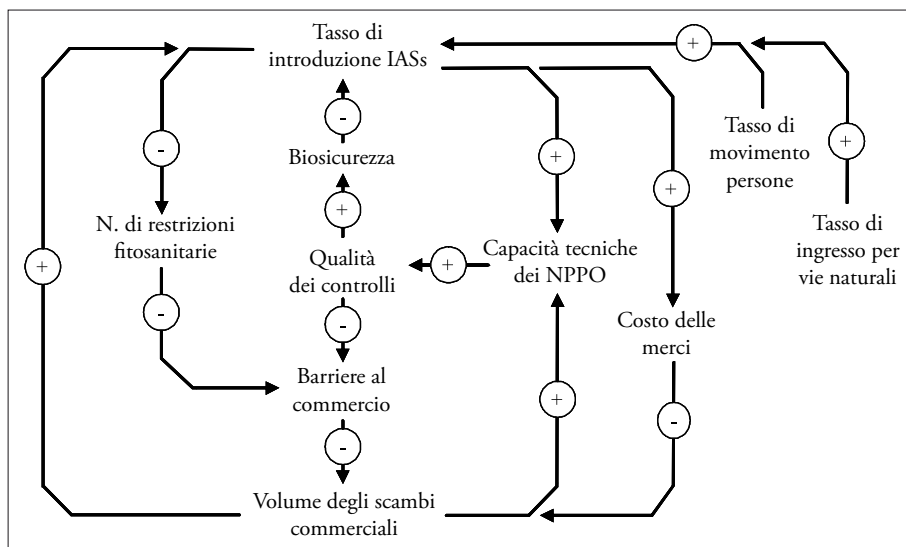 Tasso di
introduzione IASs
+
-
-
Biosicurezza
+
+
+
Tasso di
movimento
persone
+
N. di restrizioni
fitosanitarie
+
Qualità
dei controlli
+
Capacità tecniche
dei NPPO
Tasso di
ingresso per
vie naturali
+
-
-
Costo delle
merci
Barriere al
commercio
+
-
-
Volume degli scambi
commerciali